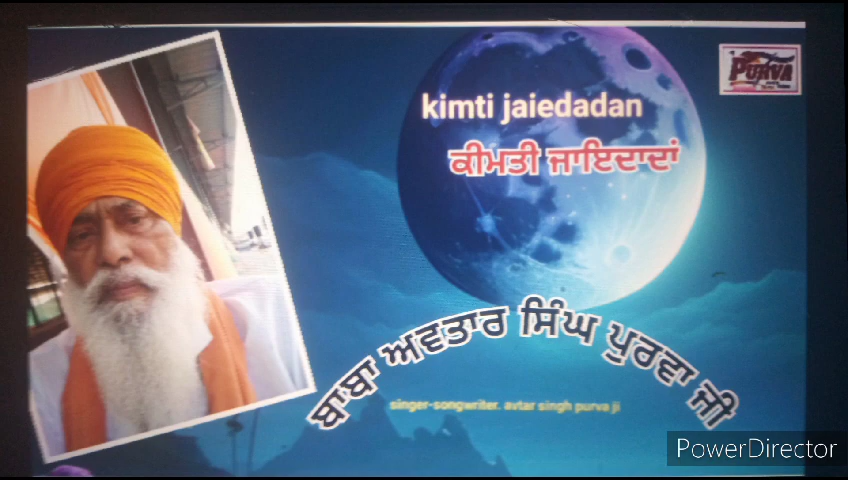 PURVA
kimti jaiedadan
ਕੀਮਤੀ ਜਾਇਦਾਦਾਂ
ਬਾਬਾ ਅਵਤਾਰ ਸਿੰਘ ਪੁਰਵਾ ਜੀ
singer-songwriter. avtar singh purva ji
PowerDirector